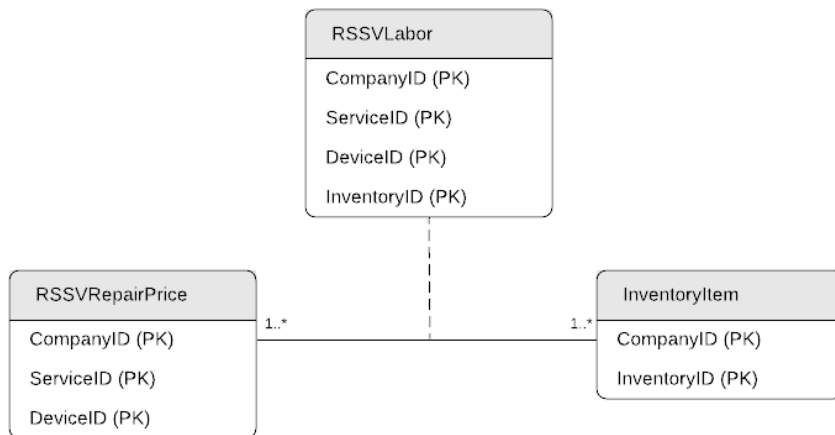 RSSVLabor
CompanyID (PK)
ServiceID (PK)
DeviceID (PK)
InventoryID (PK)
RSSVRepairPrice
CompanyID (PK)
ServiceID (PK)
DeviceID (PK)
1..*
1..*
InventoryItem
CompanyID (PK)
InventoryID (PK)